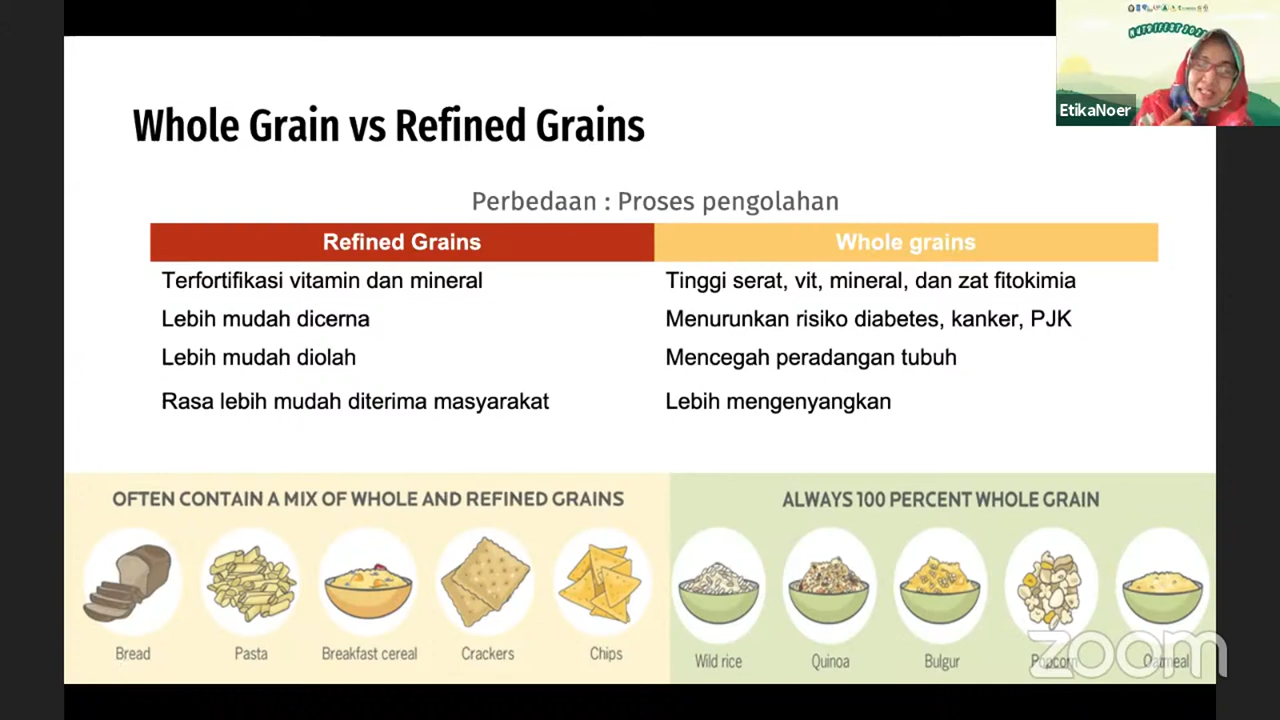 EtikaNoer
Whole Grain vs Refined Grains
Perbedaan : Proses pengolahan
Refined Grains
Whole grains
Terfortifikasi vitamin dan mineral
Tinggi serat, vit, mineral, dan zat fitokimia
Lebih mudah dicerna
Menurunkan risiko diabetes, kanker, PJK
Lebih mudah diolah
Mencegah peradangan tubuh
Rasa lebih mudah diterima masyarakat
Lebih mengenyangkan
OFTEN CONTAIN A MIX OF WHOLE AND REFINED GRAINS
ALWAYS 100 PERCENT WHOLE GRAIN
Bread
Pasta
Breakfast cereal
Crackers
Chips
Wild rice
Quinoa
Bulgur
Popcorn
Oatmeal
zoom